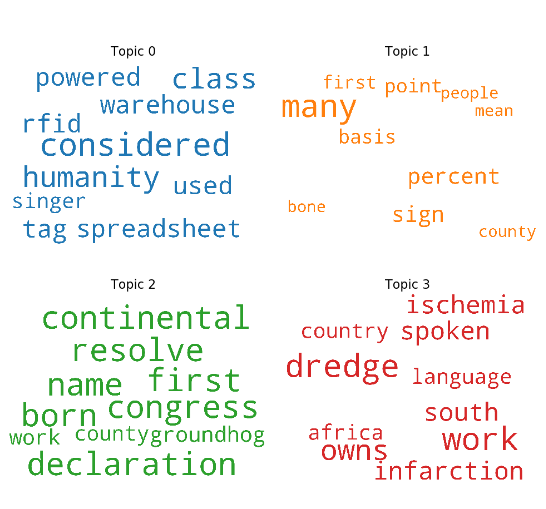 Topic 0
powered class
warehouse
rfid
considered
humanity used
singer
tag spreadsheet
Topic 1
first point people
many mean
basis
percent
bone sign
county
Topic 2
continental
resolve
name first
born congress
work county groundhog
declaration
Topic 3
ischemia
country spoken
dredge language
south
africa work
owns
infarction